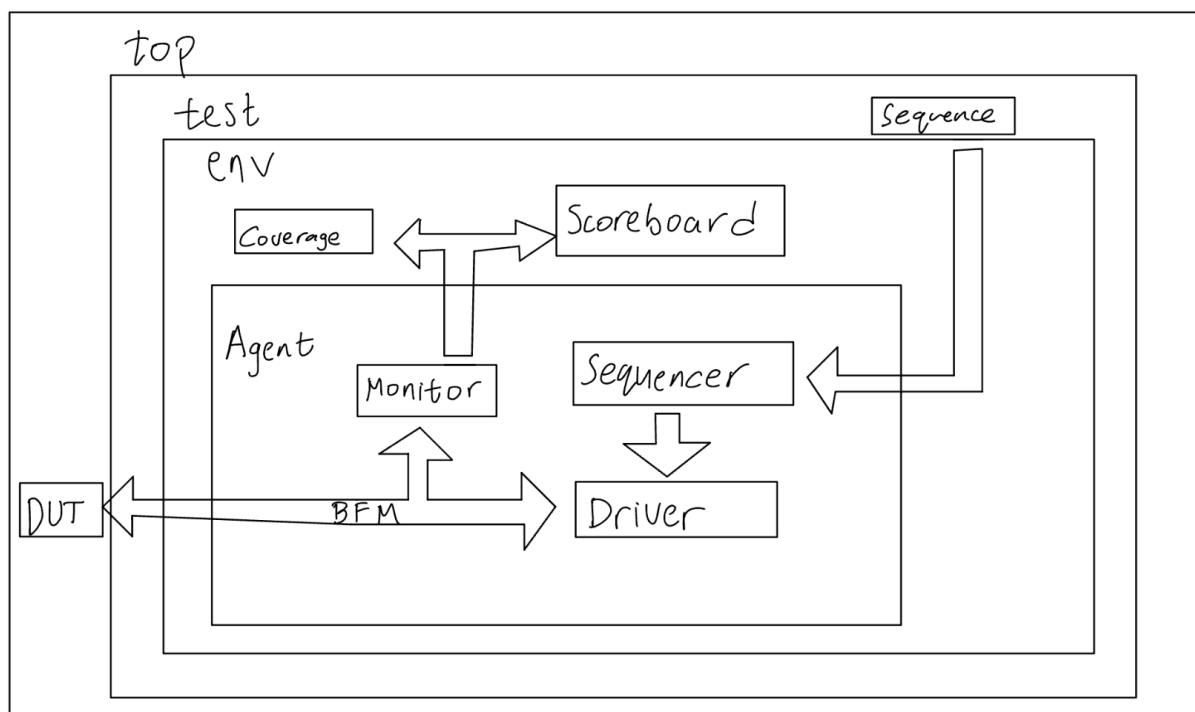 top
test
Sequence
env
Coverage
Scoreboard
Agent
Monitor
Sequencer
DUT
BFM
Driver